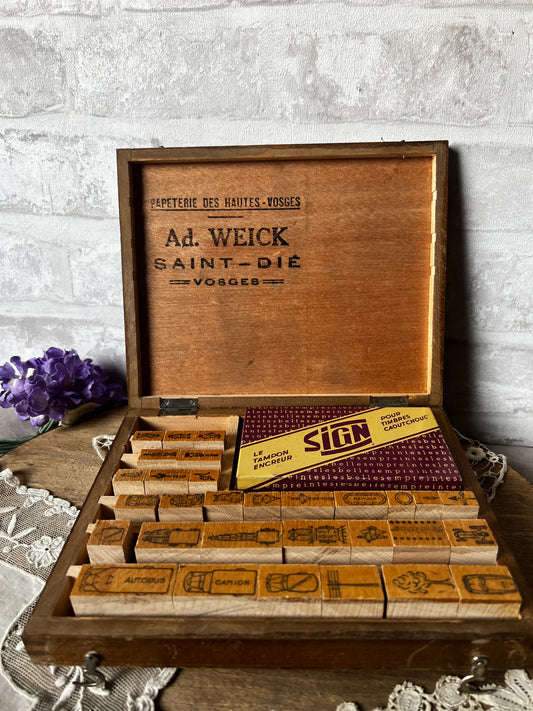 PAPETERIE DES HAUTES-VOSGES
Ad. WEICK
SAINT-DIÉ
VOSGES
LE
TAMPON
ENCREUR
SIGN
POUR
TIMBRES
CAOUTCHOUC
AUTOBUS
CAMION